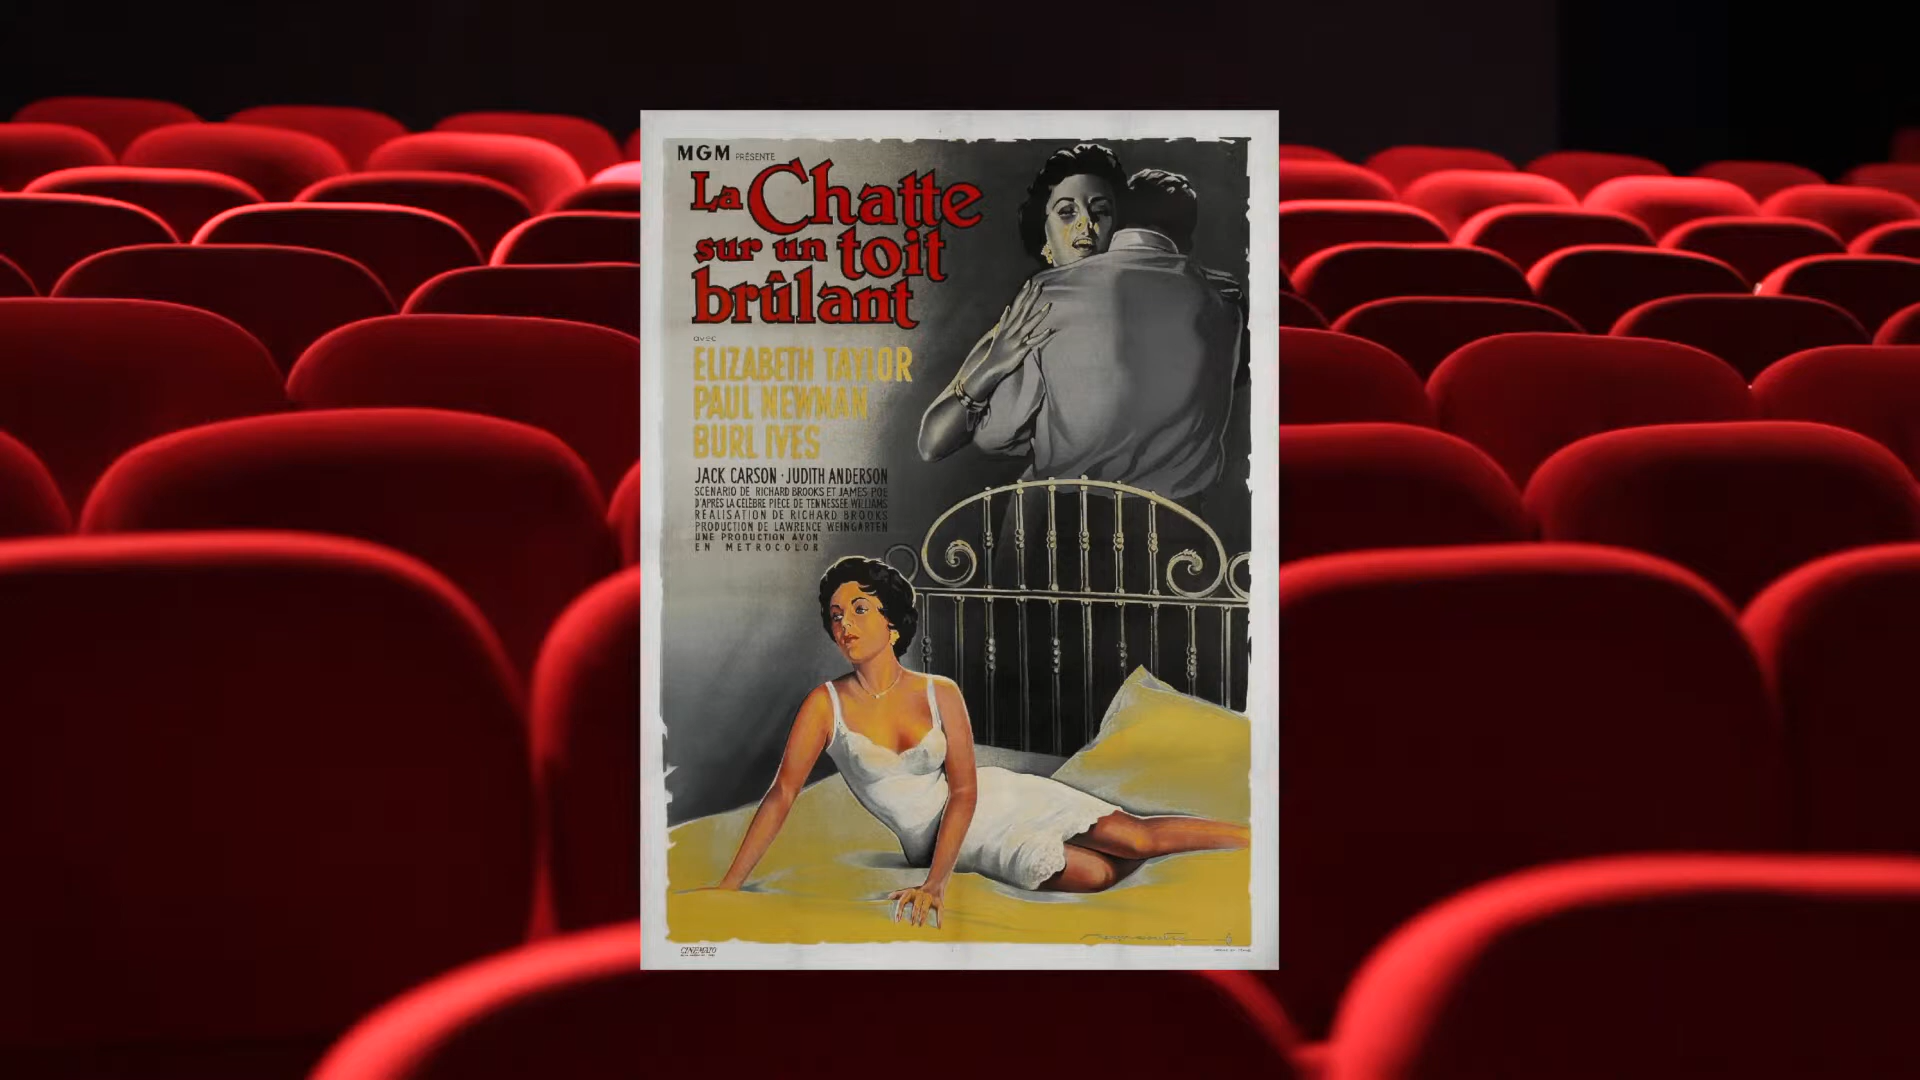 MGM PRÉSENTE
La Chatte
sur un toit
brûlant
avec
ELIZABETH TAYLOR
PAUL NEWMAN
BURL IVES
JACK CARSON · JUDITH ANDERSON
SCENARIO DE RICHARD BROOKS ET JAMES POE
D'APRÈS LA CÉLÈBRE PIÈCE DE TENNESSEE WILLIAMS
RÉALISATION DE RICHARD BROOKS
PRODUCTION DE LAWRENCE WEINGARTEN
UNE PRODUCTION AVON
EN METROCOLOR